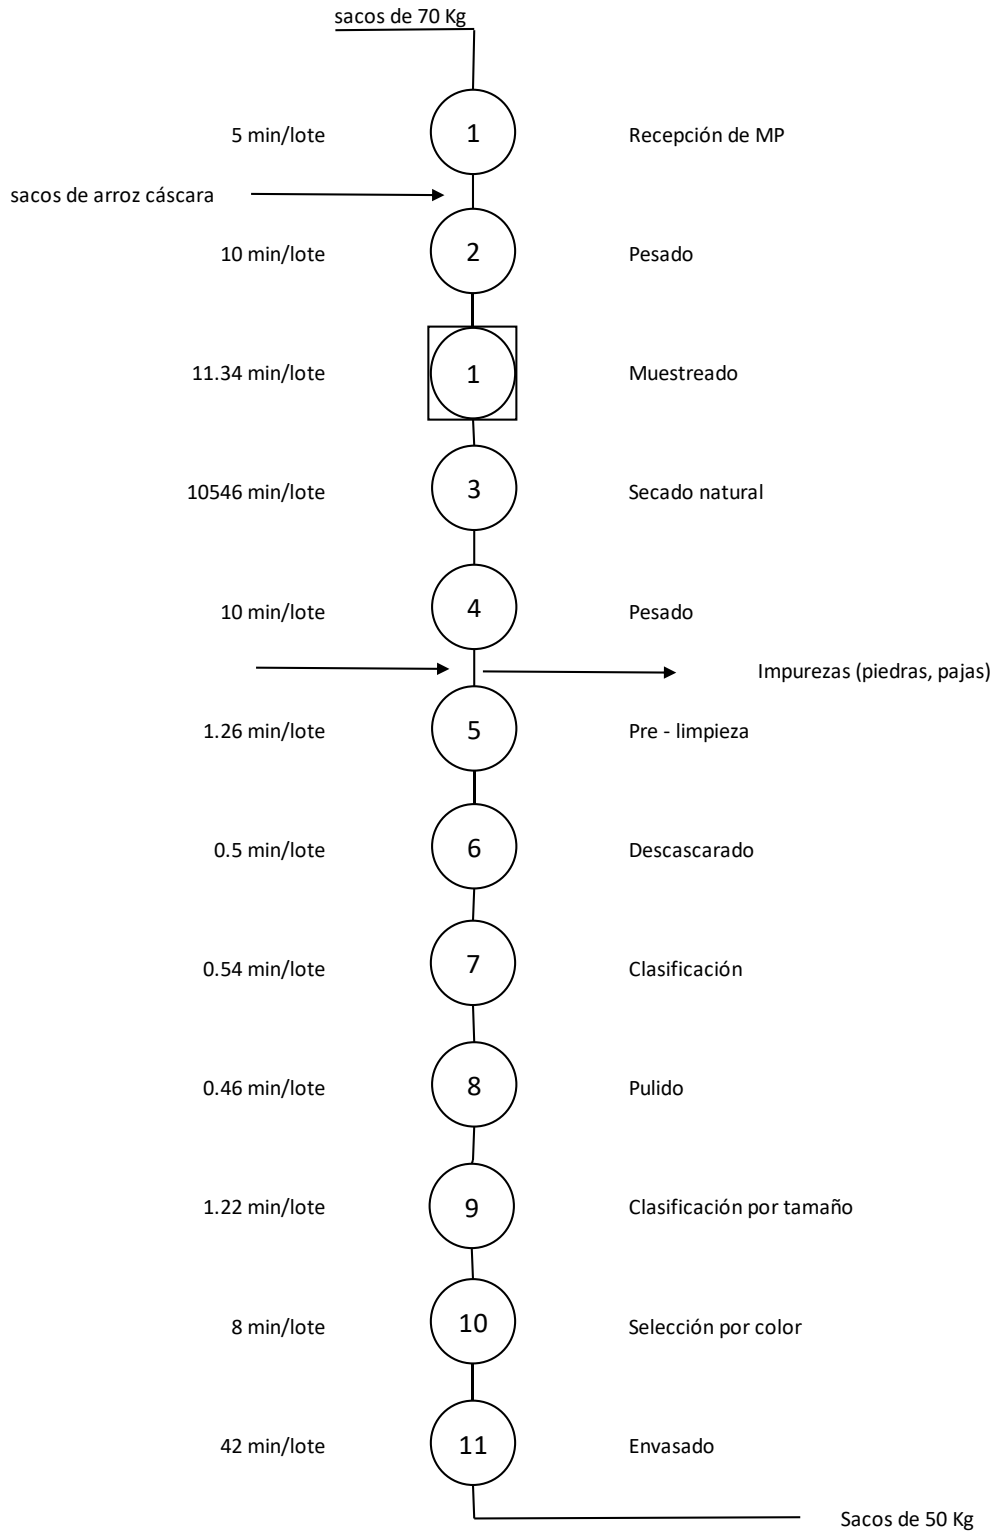 sacos de 70 Kg
5 min/lote 1 Recepción de MP
sacos de arroz cáscara
10 min/lote 2 Pesado
11.34 min/lote 1 Muestreado
10546 min/lote 3 Secado natural
10 min/lote 4 Pesado
Impurezas (piedras, pajas)
1.26 min/lote 5 Pre - limpieza
0.5 min/lote 6 Descascarado
0.54 min/lote 7 Clasificación
0.46 min/lote 8 Pulido
1.22 min/lote 9 Clasificación por tamaño
8 min/lote 10 Selección por color
42 min/lote 11 Envasado
Sacos de 50 Kg